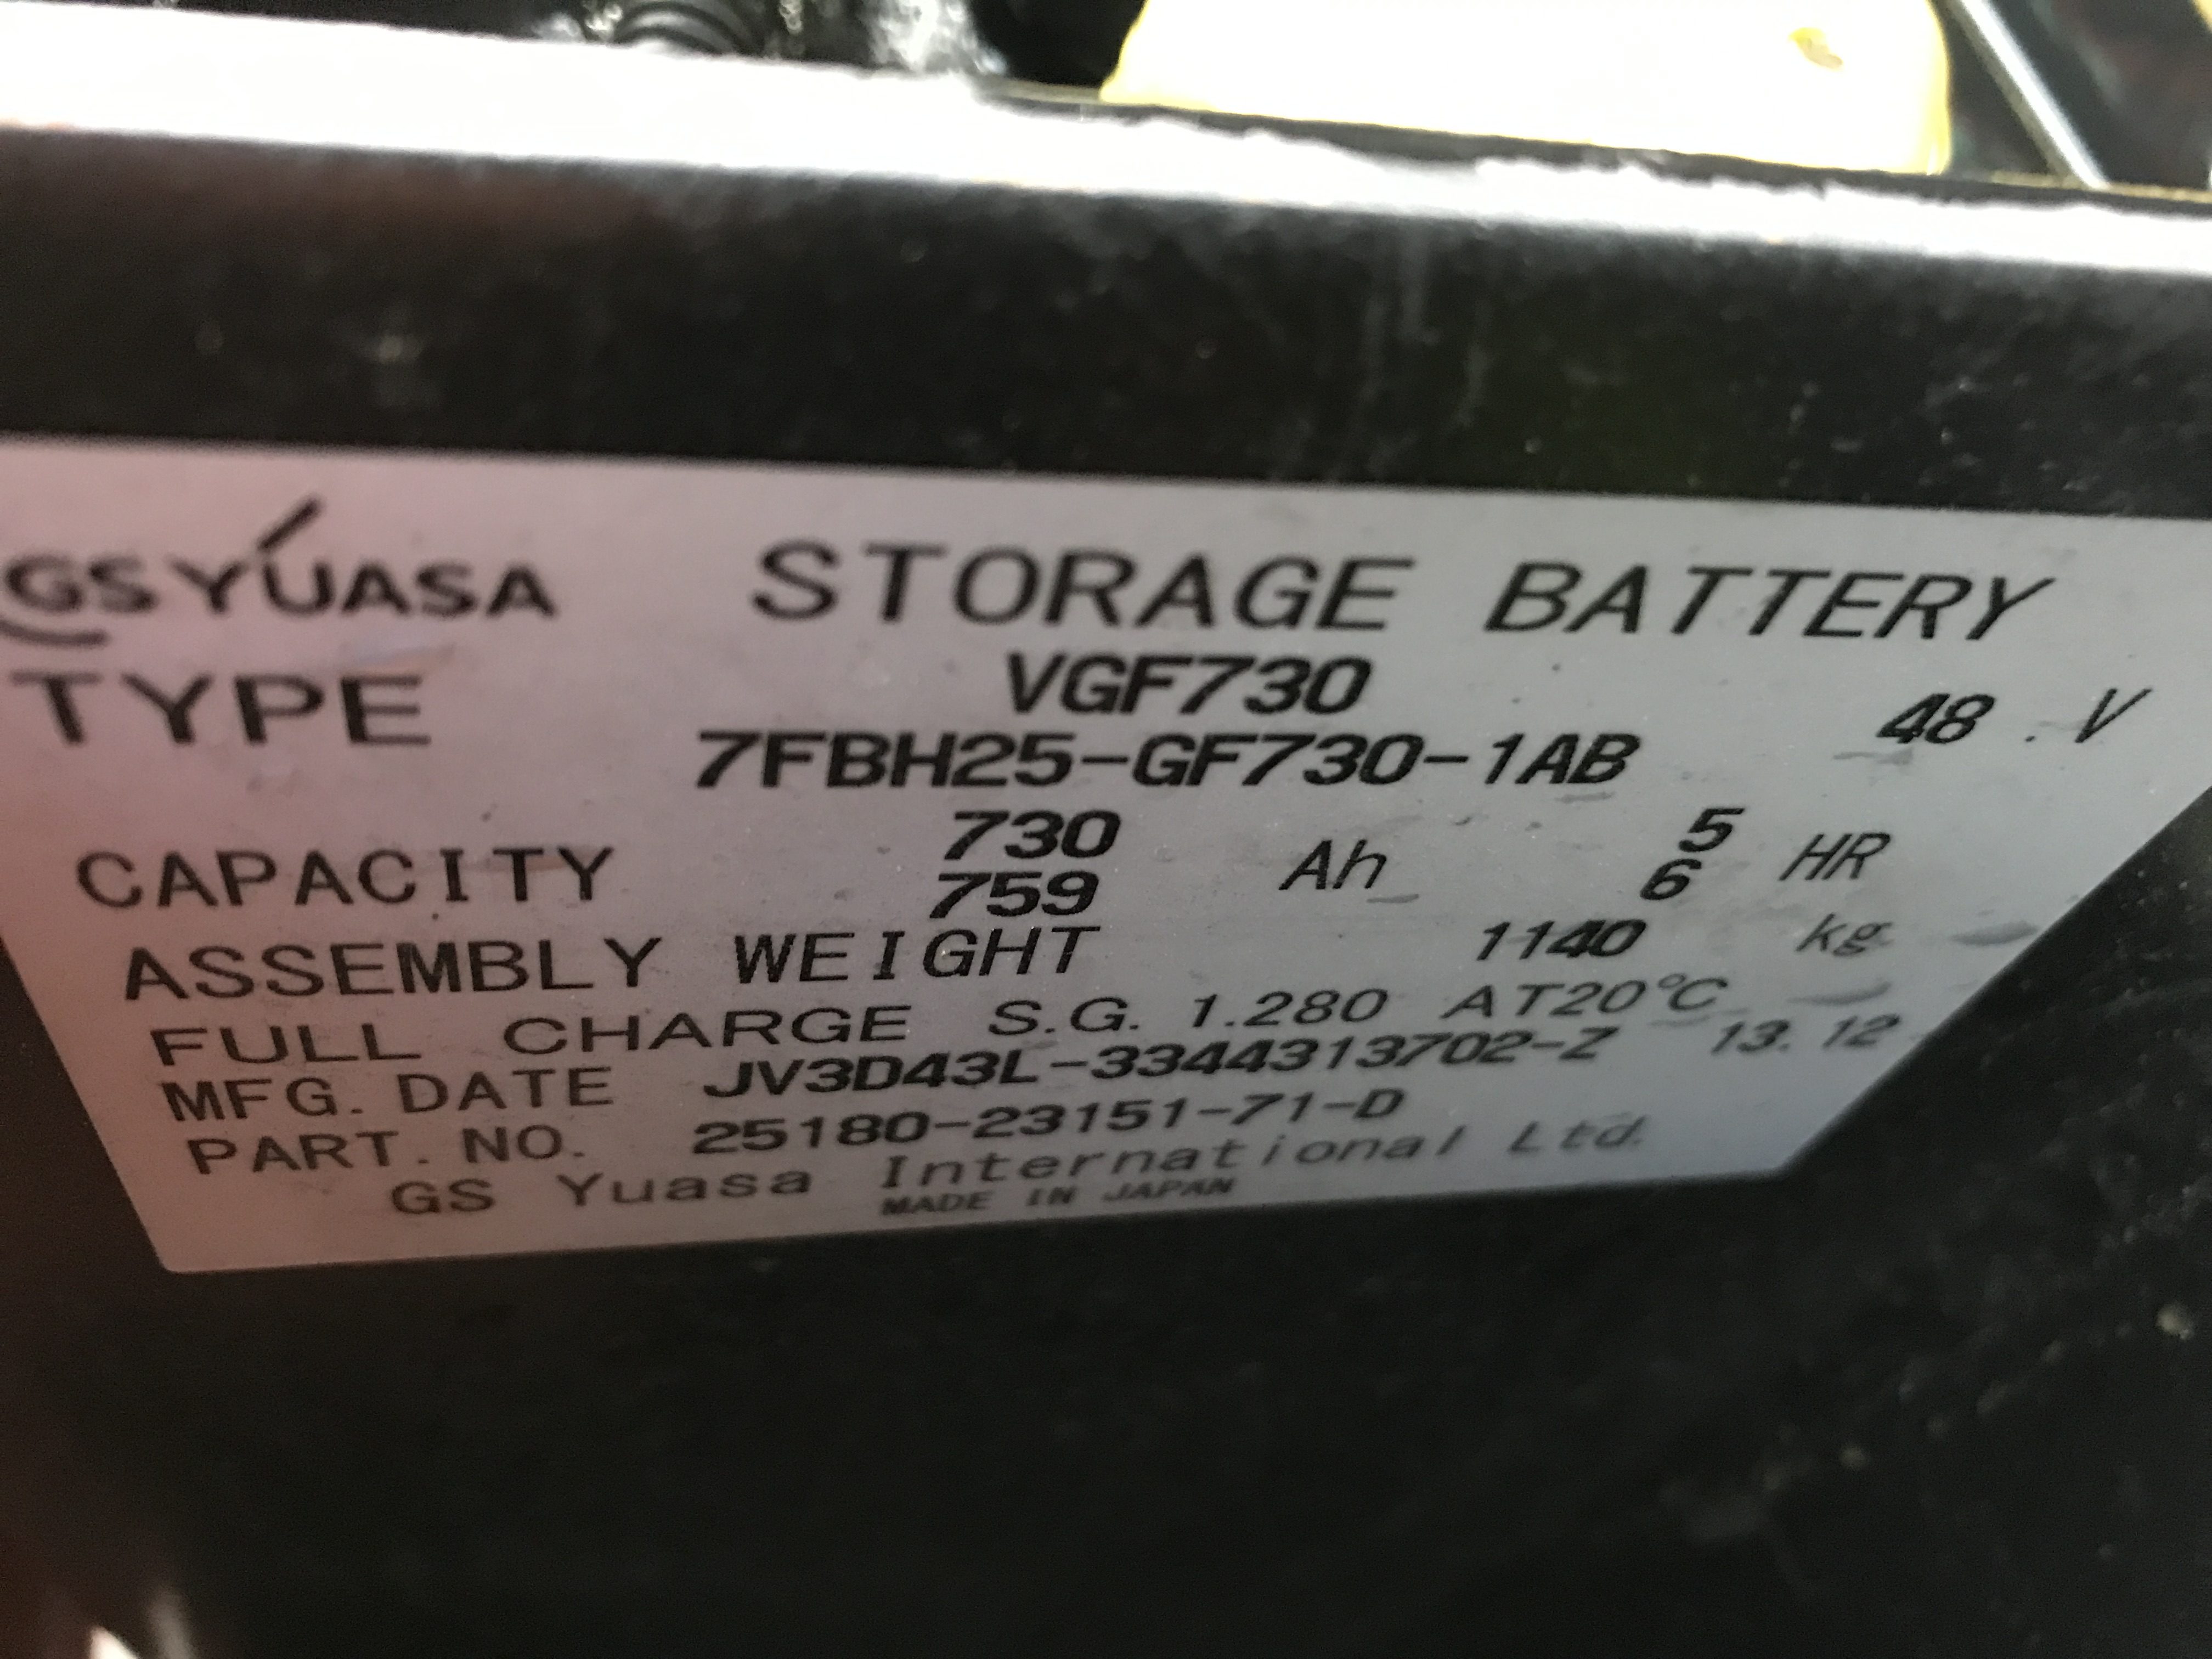 GS YUASA STORAGE BATTERY
TYPE VGF730 48 V
7FBH25-GF730-1AB
CAPACITY 730 Ah 5 HR
759 6
ASSEMBLY WEIGHT 1140 kg
FULL CHARGE S.G. 1.280 AT20°C
MFG. DATE JV3D43L-3344313702-Z 13.12
PART. NO. 25180-23151-71-D
GS Yuasa International Ltd.
MADE IN JAPAN